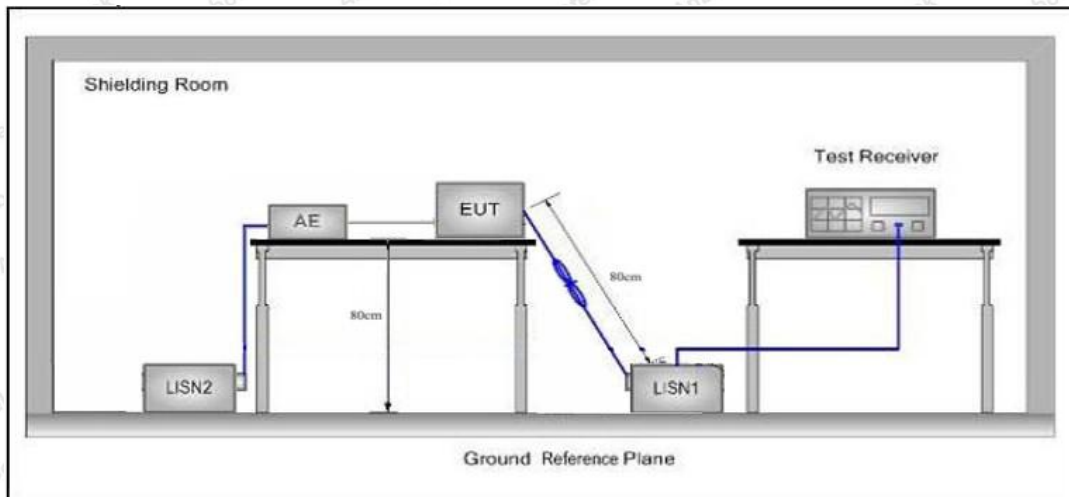 Shielding Room
Test Receiver
AE
EUT
80cm
80cm
LISN2
LISN1
Ground Reference Plane